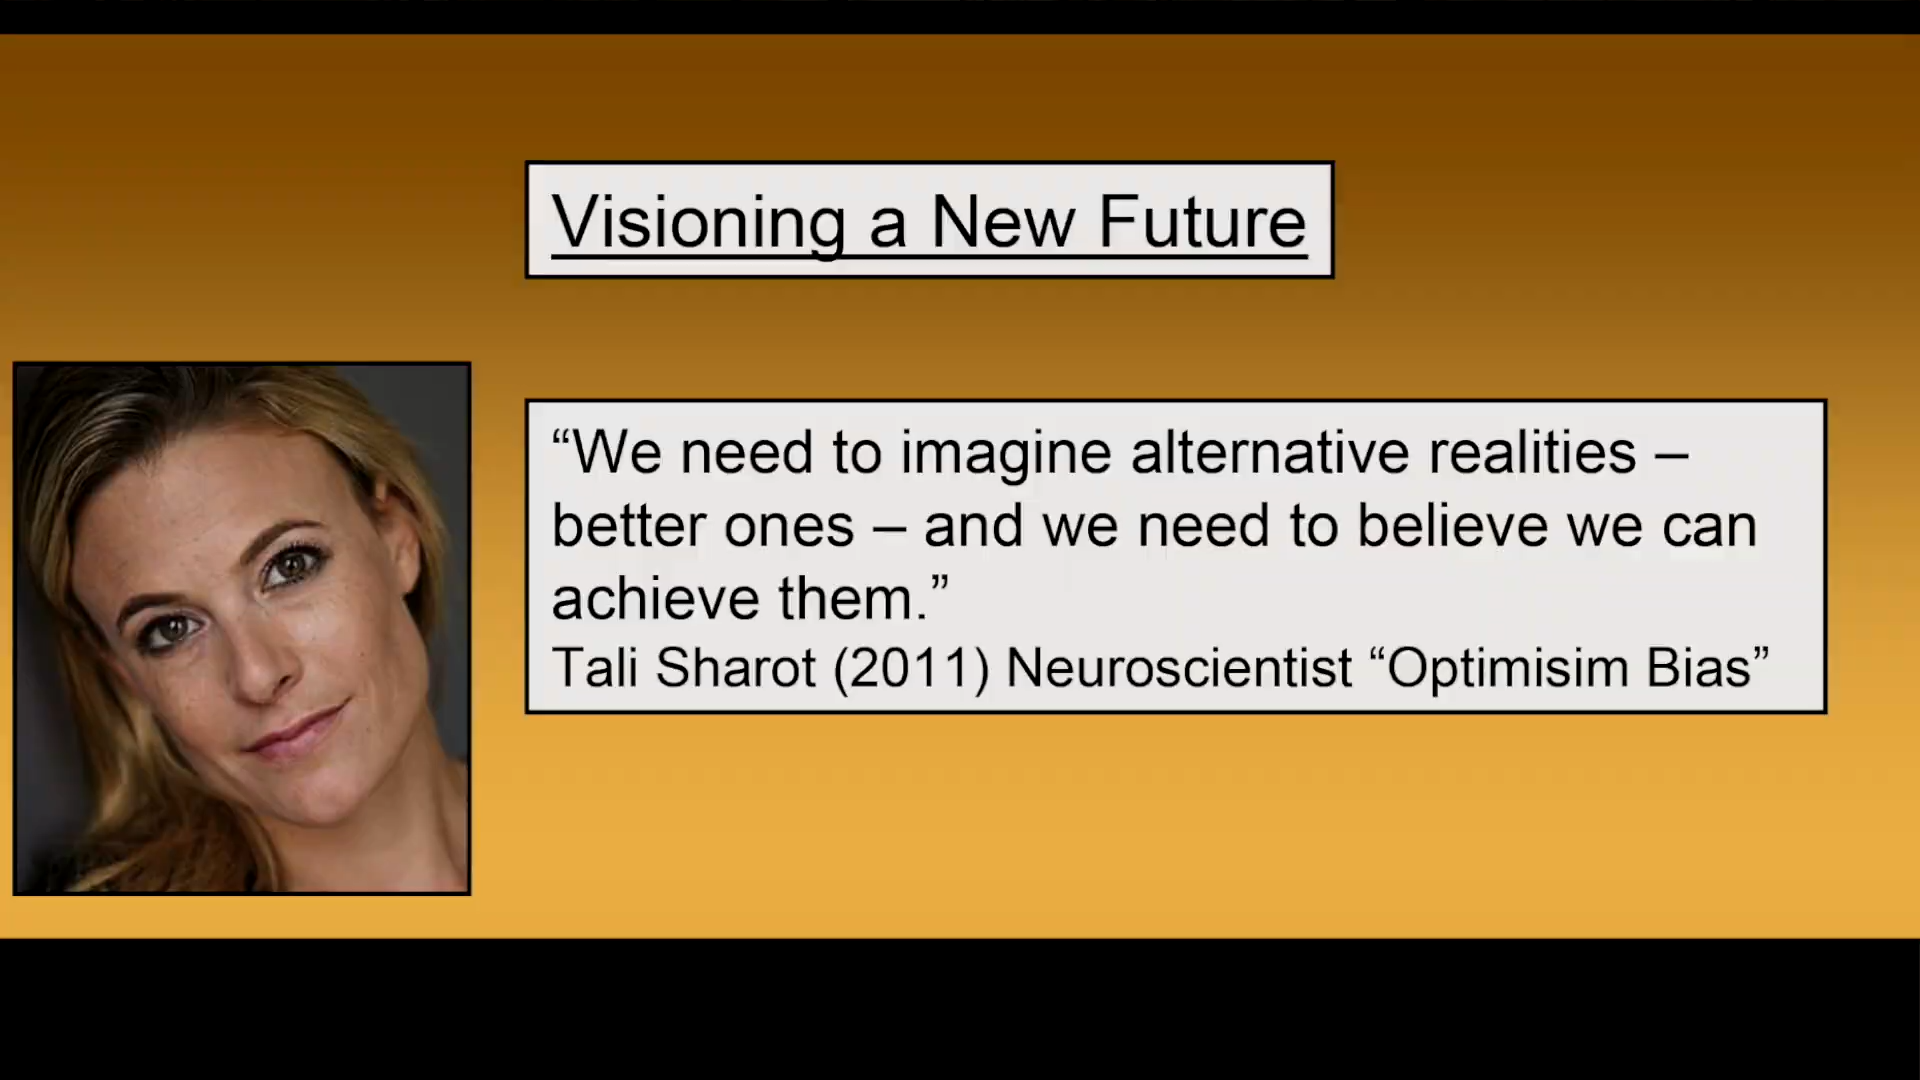 Visioning a New Future
“We need to imagine alternative realities –
better ones – and we need to believe we can
achieve them.”
Tali Sharot (2011) Neuroscientist “Optimisim Bias”